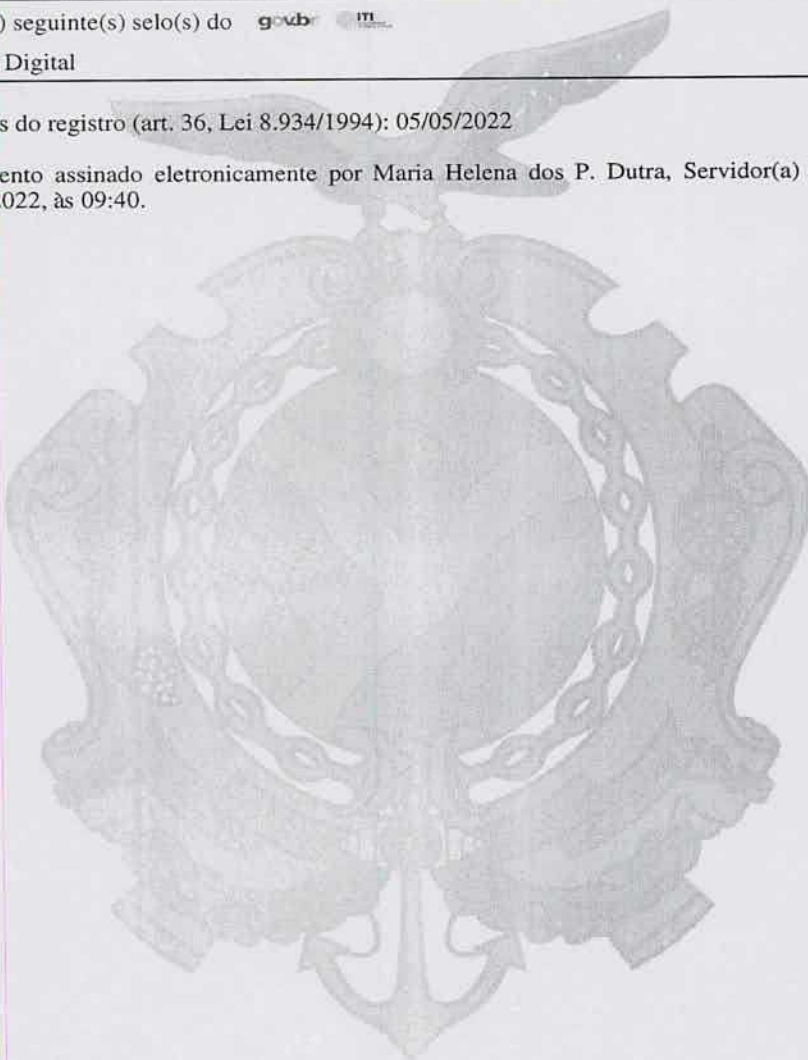 ) seguinte(s) selo(s) do gov.br ITI
Digital
s do registro (art. 36, Lei 8.934/1994): 05/05/2022
ento assinado eletronicamente por Maria Helena dos P. Dutra, Servidor(a)
022, às 09:40.